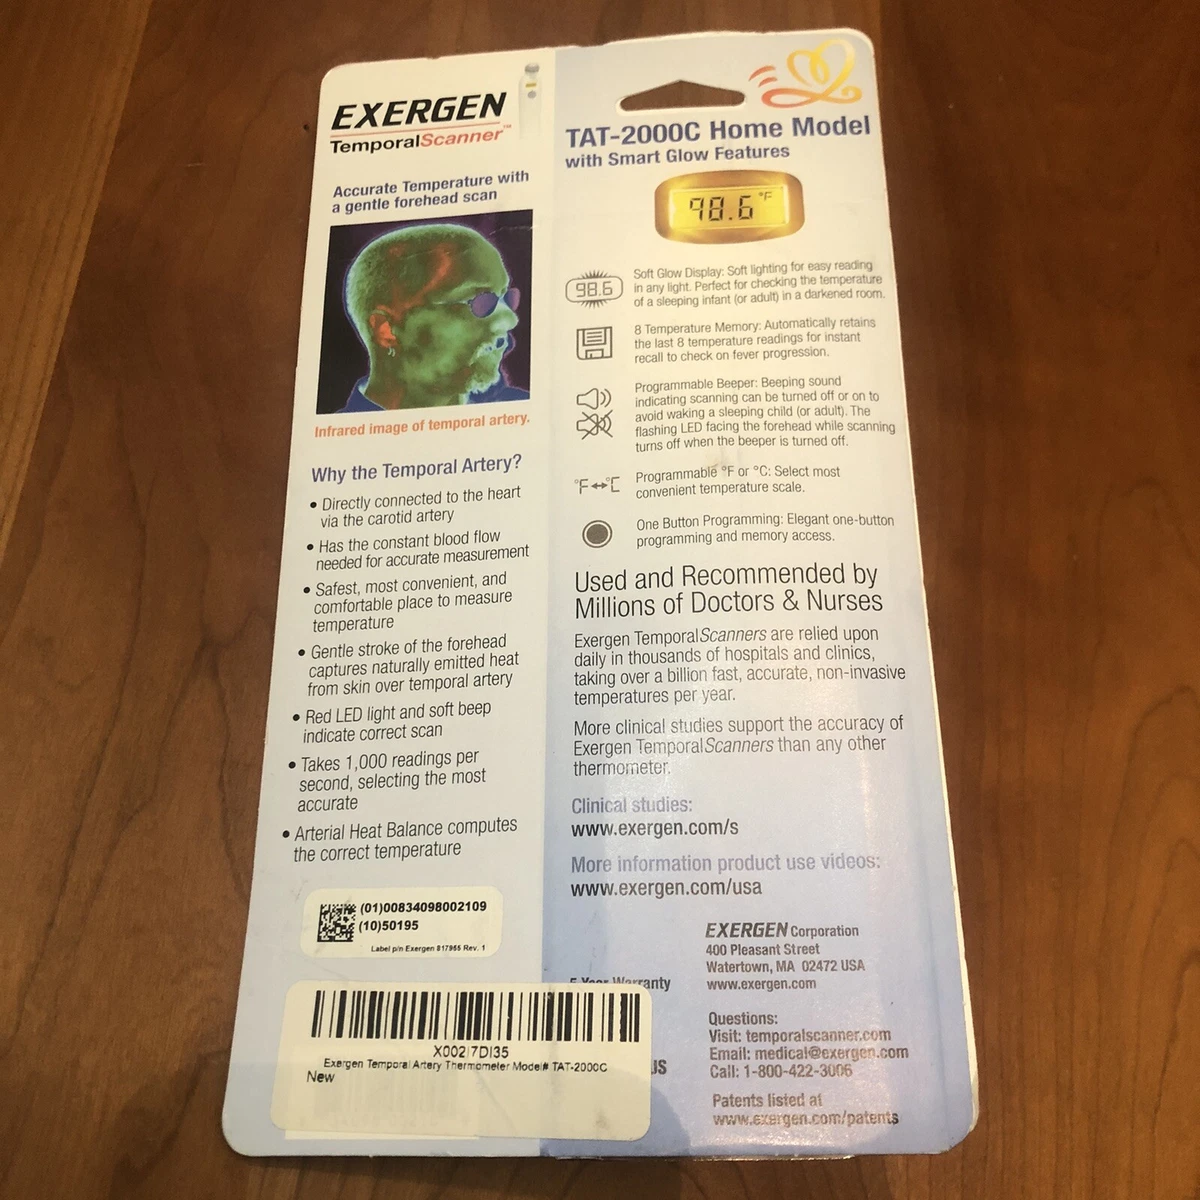 EXERGEN
TemporalScanner™
Accurate Temperature with
a gentle forehead scan
Infrared image of temporal artery.
Why the Temporal Artery?
• Directly connected to the heart
via the carotid artery
• Has the constant blood flow
needed for accurate measurement
• Safest, most convenient, and
comfortable place to measure
temperature
• Gentle stroke of the forehead
captures naturally emitted heat
from skin over temporal artery
• Red LED light and soft beep
indicate correct scan
• Takes 1,000 readings per
second, selecting the most
accurate
• Arterial Heat Balance computes
the correct temperature
(01)00834098002109
(10)50195
Label p/n Exergen 817965 Rev. 1
X00217DI35
Exergen Temporal Artery Thermometer Model# TAT-2000C
New
TAT-2000C Home Model
with Smart Glow Features
98.6 °F
98.6
Soft Glow Display: Soft lighting for easy reading
in any light. Perfect for checking the temperature
of a sleeping infant (or adult) in a darkened room.
8 Temperature Memory: Automatically retains
the last 8 temperature readings for instant
recall to check on fever progression.
Programmable Beeper: Beeping sound
indicating scanning can be turned off or on to
avoid waking a sleeping child (or adult). The
flashing LED facing the forehead while scanning
turns off when the beeper is turned off.
°F↔°C
Programmable °F or °C: Select most
convenient temperature scale.
One Button Programming: Elegant one-button
programming and memory access.
Used and Recommended by
Millions of Doctors & Nurses
Exergen TemporalScanners are relied upon
daily in thousands of hospitals and clinics,
taking over a billion fast, accurate, non-invasive
temperatures per year.
More clinical studies support the accuracy of
Exergen TemporalScanners than any other
thermometer.
Clinical studies:
www.exergen.com/s
More information product use videos:
www.exergen.com/usa
5 Year Warranty
US
EXERGEN Corporation
400 Pleasant Street
Watertown, MA 02472 USA
www.exergen.com
Questions:
Visit: temporalscanner.com
Email: medical@exergen.com
Call: 1-800-422-3006
Patents listed at
www.exergen.com/patents